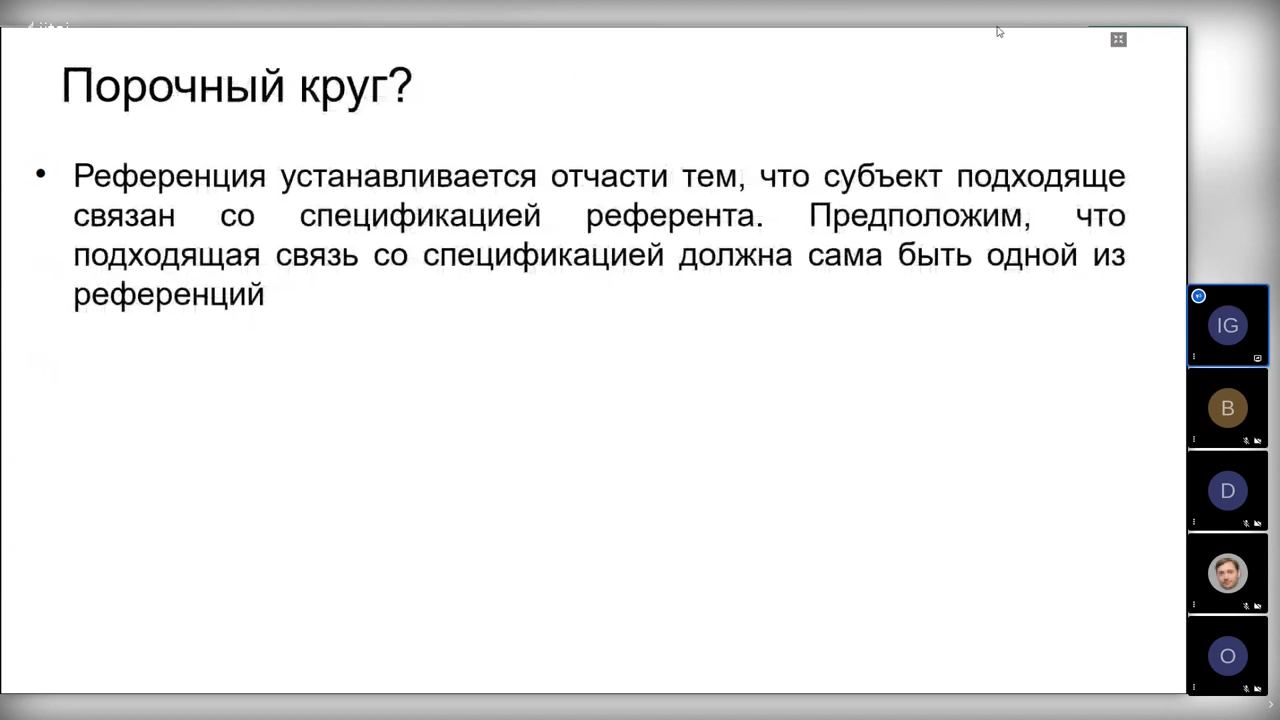 Порочный круг?
• Референция устанавливается отчасти тем, что субъект подходяще
связан со спецификацией референта. Предположим, что
подходящая связь со спецификацией должна сама быть одной из
референций
IG
B
D
O